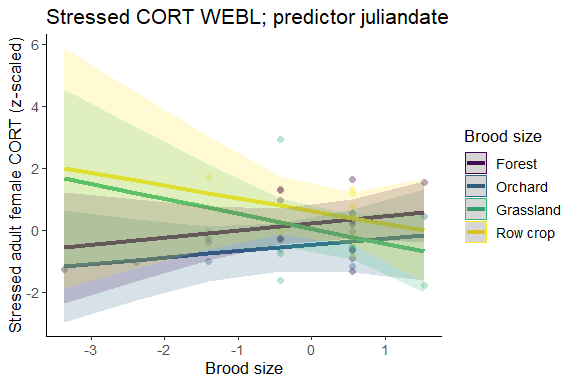 Stressed CORT WEBL; predictor juliandate
Stressed adult female CORT (z-scaled)
6
4
2
0
-2
-3
-2
-1
0
1
Brood size
Brood size
Forest
Orchard
Grassland
Row crop